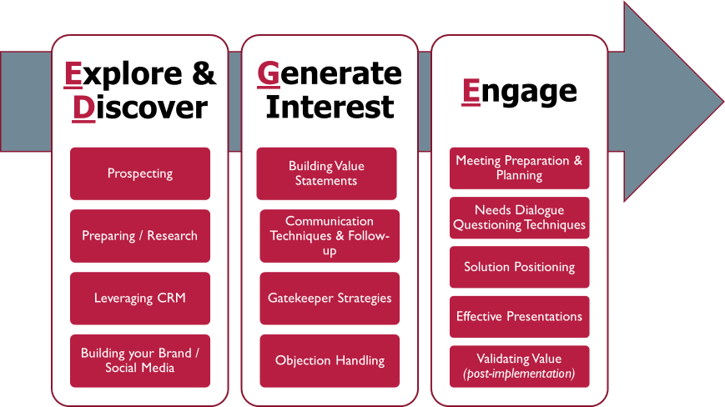 Explore &
Discover
Prospecting
Preparing / Research
Leveraging CRM
Building your Brand /
Social Media
Generate
Interest
Building Value
Statements
Communication
Techniques & Follow-
up
Gatekeeper Strategies
Objection Handling
Engage
Meeting Preparation &
Planning
Needs Dialogue
Questioning Techniques
Solution Positioning
Effective Presentations
Validating Value
(post-implementation)